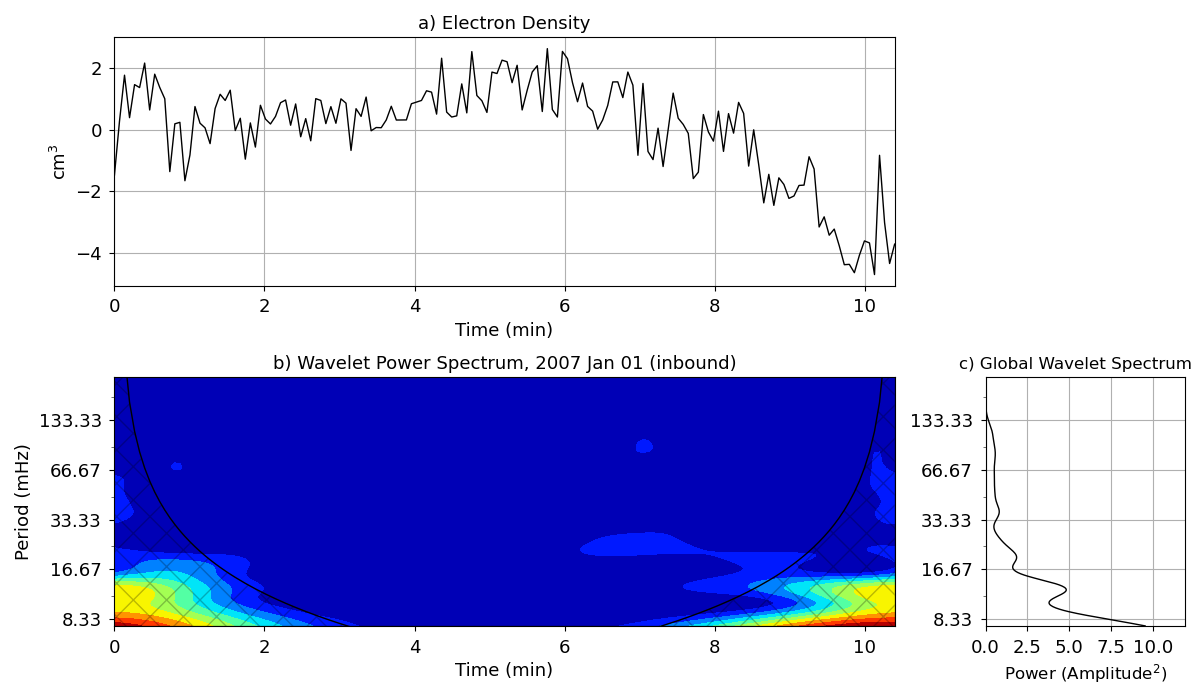 a) Electron Density
2
0
−2
−4
cm³
0 2 4 6 8 10
Time (min)
b) Wavelet Power Spectrum, 2007 Jan 01 (inbound)
c) Global Wavelet Spectrum
133.33
66.67
33.33
16.67
8.33
Period (mHz)
0 2 4 6 8 10
Time (min)
133.33
66.67
33.33
16.67
8.33
0.0 2.5 5.0 7.5 10.0
Power (Amplitude²)